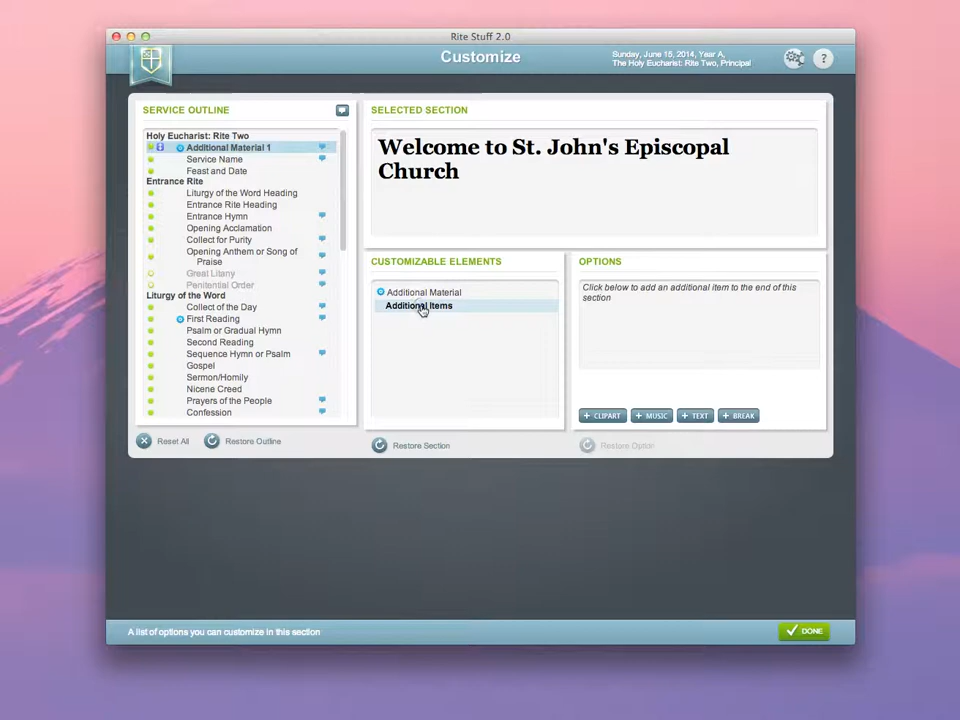 Rite Stuff 2.0
Customize
Sunday, June 15, 2014, Year A,
The Holy Eucharist: Rite Two, Principal
?
SERVICE OUTLINE
Holy Eucharist: Rite Two
Additional Material 1
Service Name
Feast and Date
Entrance Rite
Liturgy of the Word Heading
Entrance Rite Heading
Entrance Hymn
Opening Acclamation
Collect for Purity
Opening Anthem or Song of
Praise
Great Litany
Penitential Order
Liturgy of the Word
Collect of the Day
First Reading
Psalm or Gradual Hymn
Second Reading
Sequence Hymn or Psalm
Gospel
Sermon/Homily
Nicene Creed
Prayers of the People
Confession
Reset All
Restore Outline
SELECTED SECTION
Welcome to St. John's Episcopal
Church
CUSTOMIZABLE ELEMENTS
Additional Material
Additional Items
Restore Section
OPTIONS
Click below to add an additional item to the end of this
section
+ CLIPART
+ MUSIC
+ TEXT
+ BREAK
Restore Option
A list of options you can customize in this section
DONE